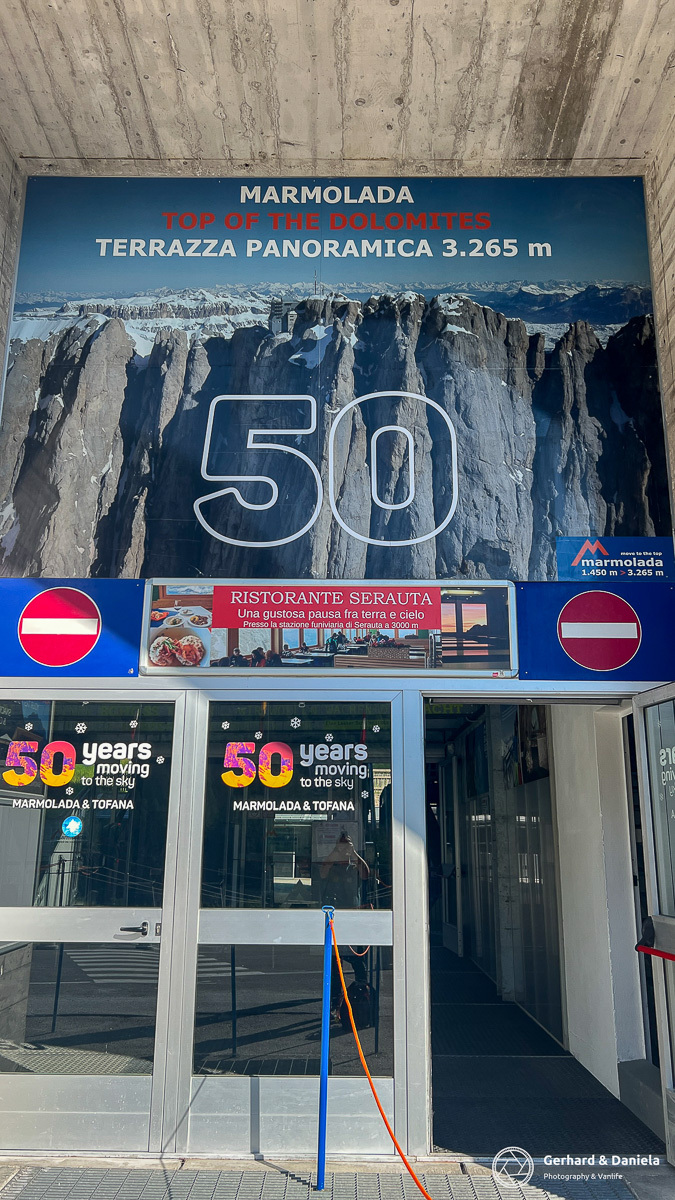 MARMOLADA
TOP OF THE DOLOMITES
TERRAZZA PANORAMICA 3.265 m
50
move to the top
marmolada
1.450 m > 3.265 m
RISTORANTE SERAUTA
Una gustosa pausa fra terra e cielo
Presso la stazione funiviaria di Serauta a 3000 m
50 years
moving
to the sky
MARMOLADA & TOFANA
50 years
moving
to the sky
MARMOLADA & TOFANA
Gerhard & Daniela
Photography & Vanlife